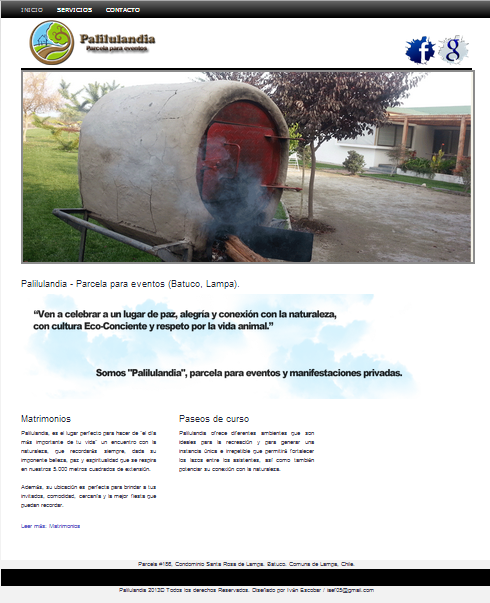 INICIO SERVICIOS CONTACTO
Palilulandia
Parcela para eventos
f g
Palilulandia - Parcela para eventos (Batuco, Lampa).
“Ven a celebrar a un lugar de paz, alegría y conexión con la naturaleza,
con cultura Eco-Conciente y respeto por la vida animal.”
Somos "Palilulandia", parcela para eventos y manifestaciones privadas.
Matrimonios
Palilulandia, es el lugar perfecto para hacer de “el día
más importante de tu vida” un encuentro con la
naturaleza, que recordarás siempre, dada su
imponente belleza, paz y espiritualidad que se respira
en nuestros 5.000 metros cuadrados de extensión.
Además, su ubicación es perfecta para brindar a tus
invitados, comodidad, cercanía y la mejor fiesta que
puedan recordar.
Leer más: Matrimonios
Paseos de curso
Palilulandia ofrece diferentes ambientes que son
ideales para la recreación y para generar una
instancia única e irrepetible que permitirá fortalecer
los lazos entre los asistentes, así como también
potenciar su conexión con la naturaleza.
Parcela #186, Condominio Santa Rosa de Lampa, Batuco, Comuna de Lampa, Chile.
Palilulandia 2013© Todos los derechos Reservados. Diseñado por Iván Escobar /